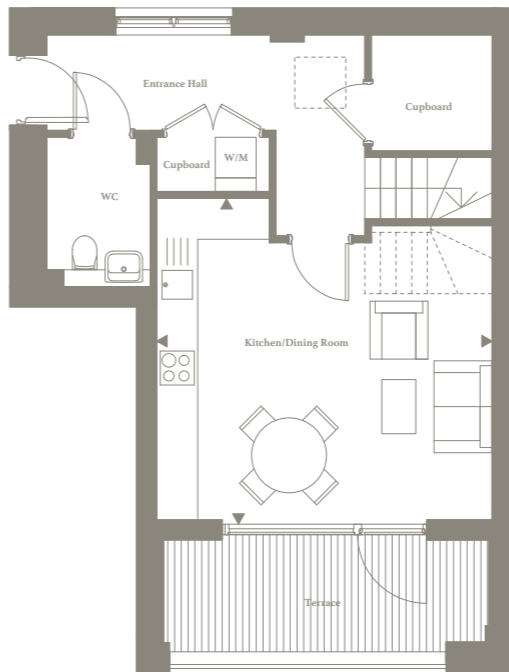 Entrance Hall
Cupboard
Cupboard
W/M
WC
Kitchen/Dining Room
Terrace